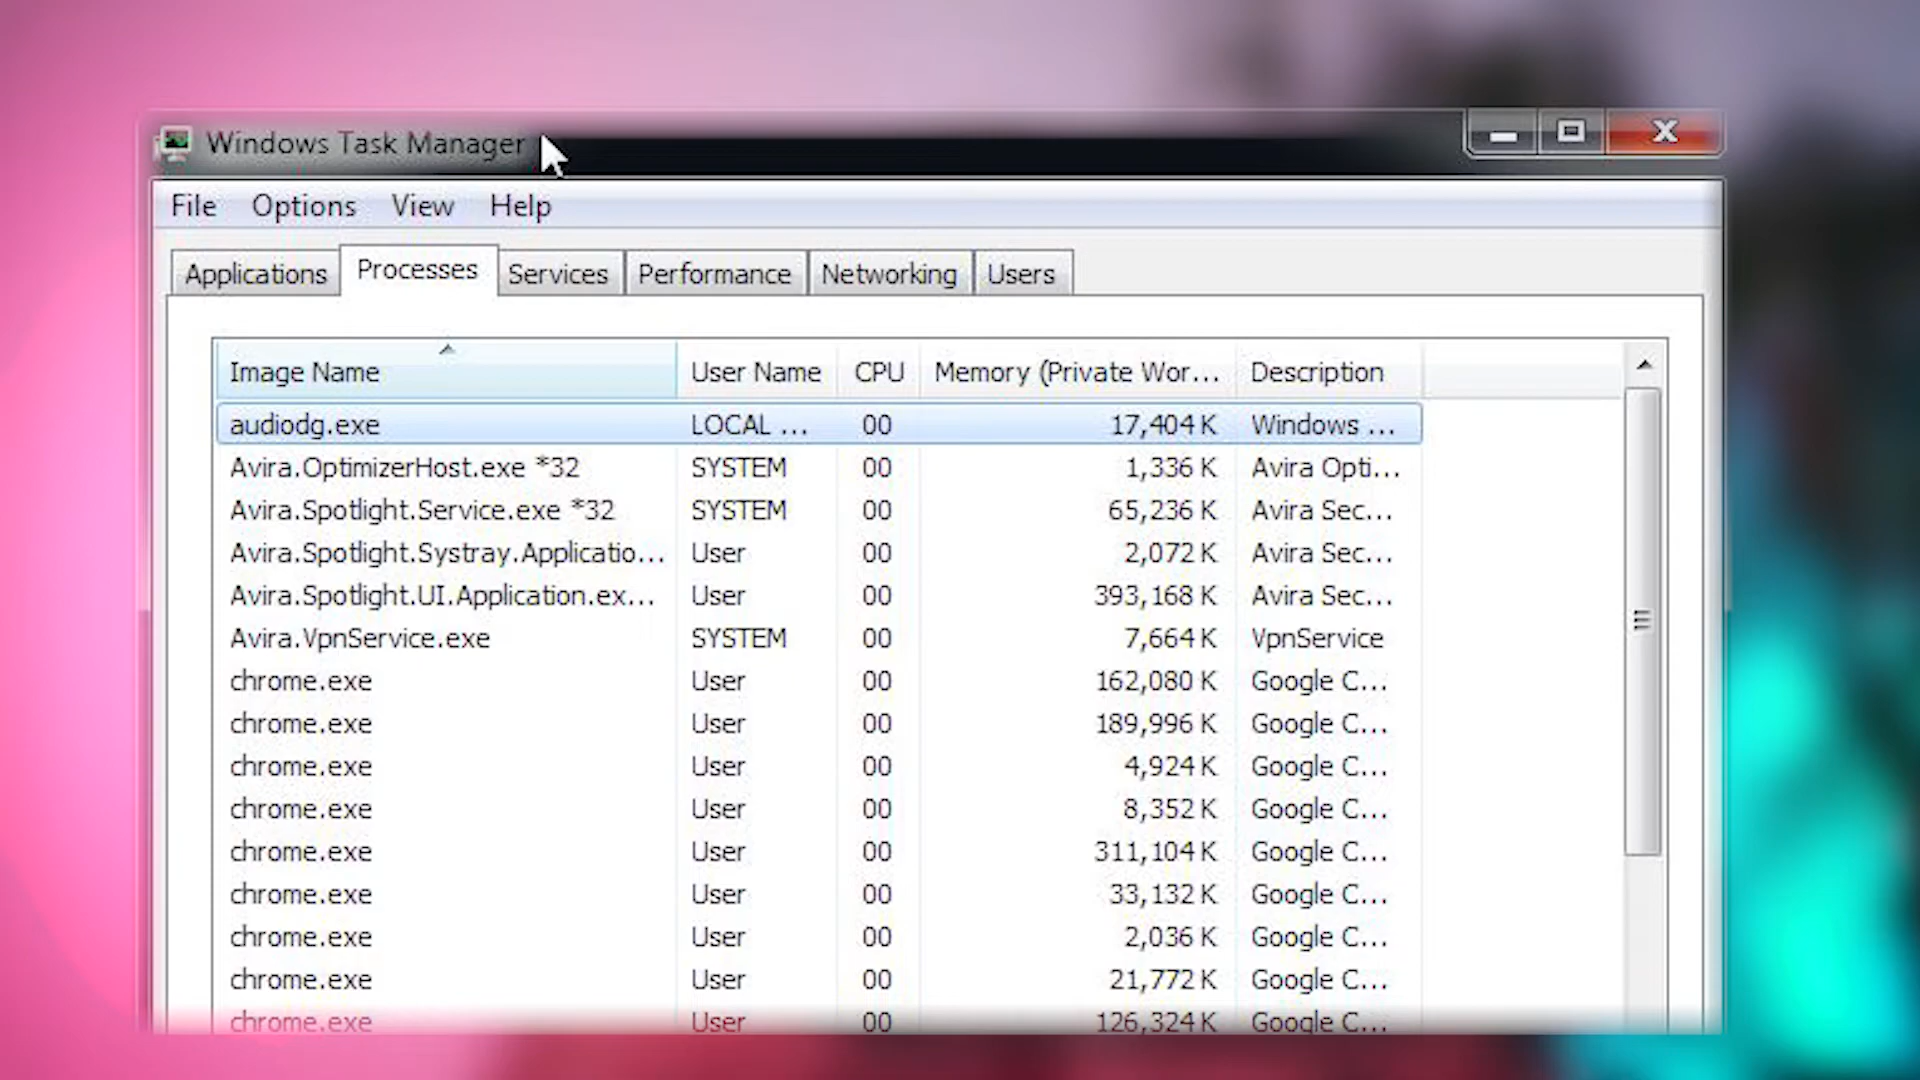 Windows Task Manager
File Options View Help
Applications Processes Services Performance Networking Users
Image Name User Name CPU Memory (Private Wor... Description
audiodg.exe LOCAL ... 00 17,404 K Windows ...
Avira.OptimizerHost.exe *32 SYSTEM 00 1,336 K Avira Opti...
Avira.Spotlight.Service.exe *32 SYSTEM 00 65,236 K Avira Sec...
Avira.Spotlight.Systray.Applicatio... User 00 2,072 K Avira Sec...
Avira.Spotlight.UI.Application.ex... User 00 393,168 K Avira Sec...
Avira.VpnService.exe SYSTEM 00 7,664 K VpnService
chrome.exe User 00 162,080 K Google C...
chrome.exe User 00 189,996 K Google C...
chrome.exe User 00 4,924 K Google C...
chrome.exe User 00 8,352 K Google C...
chrome.exe User 00 311,104 K Google C...
chrome.exe User 00 33,132 K Google C...
chrome.exe User 00 2,036 K Google C...
chrome.exe User 00 21,772 K Google C...
chrome.exe User 00 126,324 K Google C...